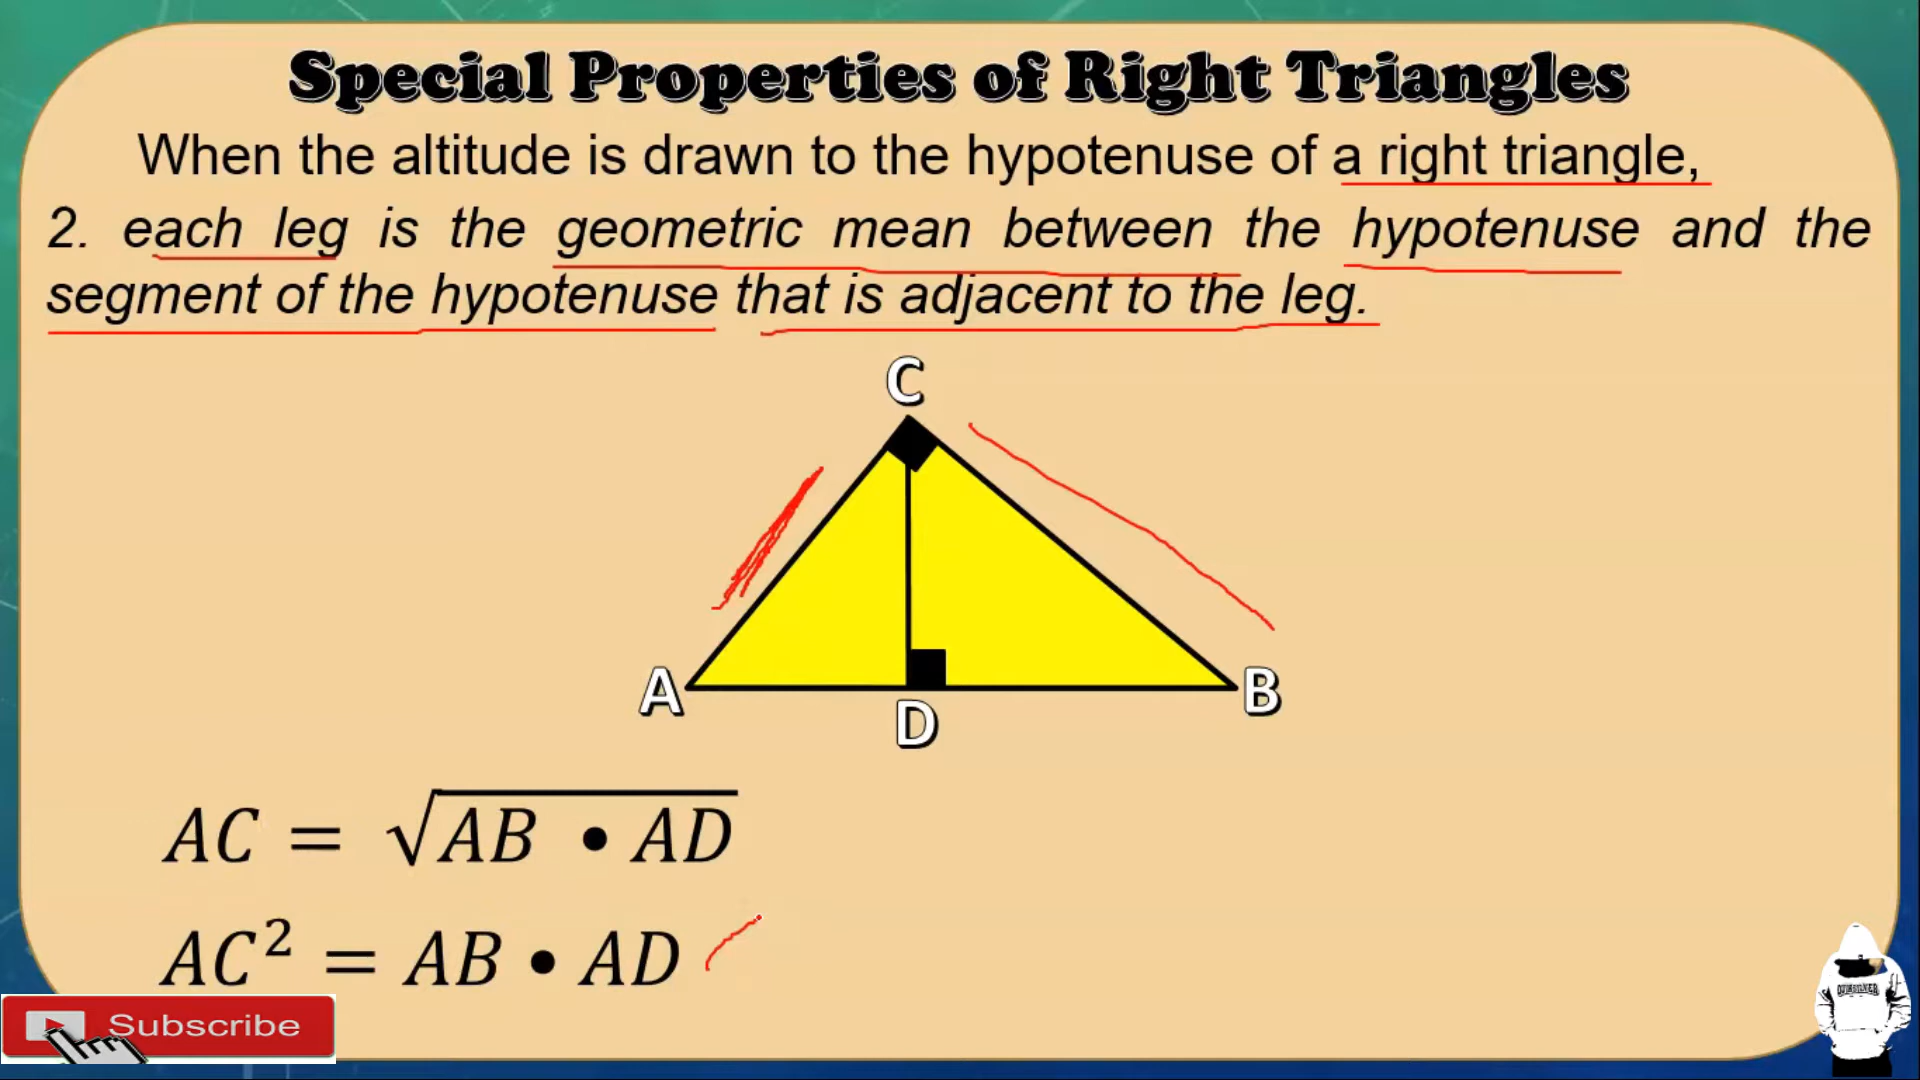 Special Properties of Right Triangles
When the altitude is drawn to the hypotenuse of a right triangle,
2. each leg is the geometric mean between the hypotenuse and the
segment of the hypotenuse that is adjacent to the leg.
C
A
B
D
AC = √AB • AD
AC² = AB • AD
Subscribe
QUIKSILVER